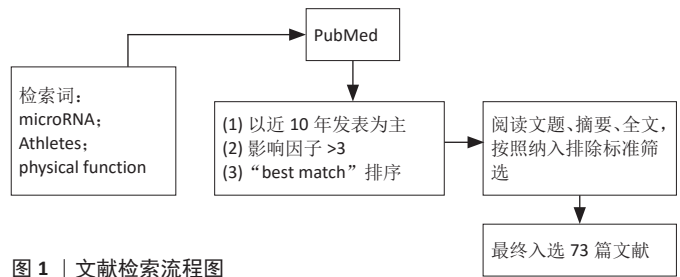 PubMed
检索词：
microRNA；
Athletes；
physical function
(1) 以近 10 年发表为主
(2) 影响因子 >3
(3)“best match”排序
阅读文题、摘要、全文，
按照纳入排除标准筛
选
最终入选 73 篇文献
图 1 | 文献检索流程图